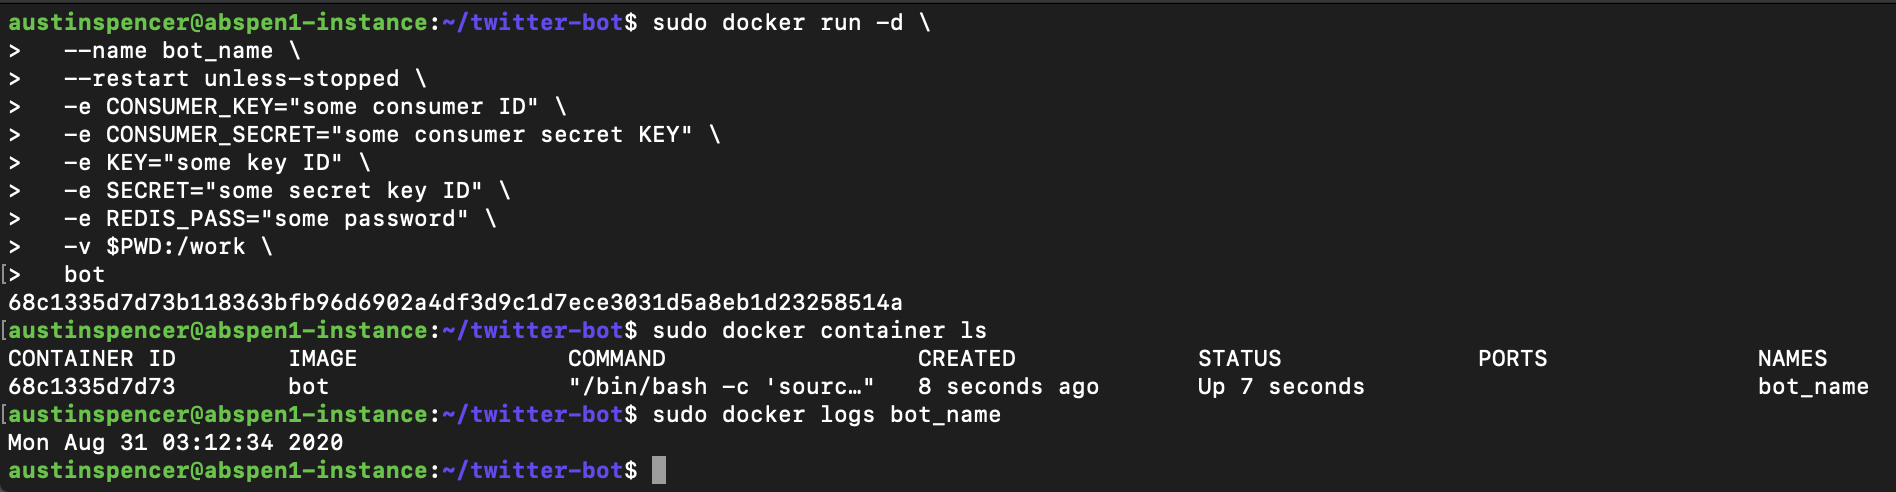 austinspencer@abspen1-instance:~/twitter-bot$ sudo docker run -d \
>   --name bot_name \
>   --restart unless-stopped \
>   -e CONSUMER_KEY="some consumer ID" \
>   -e CONSUMER_SECRET="some consumer secret KEY" \
>   -e KEY="some key ID" \
>   -e SECRET="some secret key ID" \
>   -e REDIS_PASS="some password" \
>   -v $PWD:/work \
[>   bot
68c1335d7d73b118363bfb96d6902a4df3d9c1d7ece3031d5a8eb1d23258514a
[austinspencer@abspen1-instance:~/twitter-bot$ sudo docker container ls
CONTAINER ID        IMAGE               COMMAND                  CREATED             STATUS              PORTS               NAMES
68c1335d7d73        bot                 "/bin/bash -c 'sourc…"   8 seconds ago       Up 7 seconds                            bot_name
[austinspencer@abspen1-instance:~/twitter-bot$ sudo docker logs bot_name
Mon Aug 31 03:12:34 2020
austinspencer@abspen1-instance:~/twitter-bot$